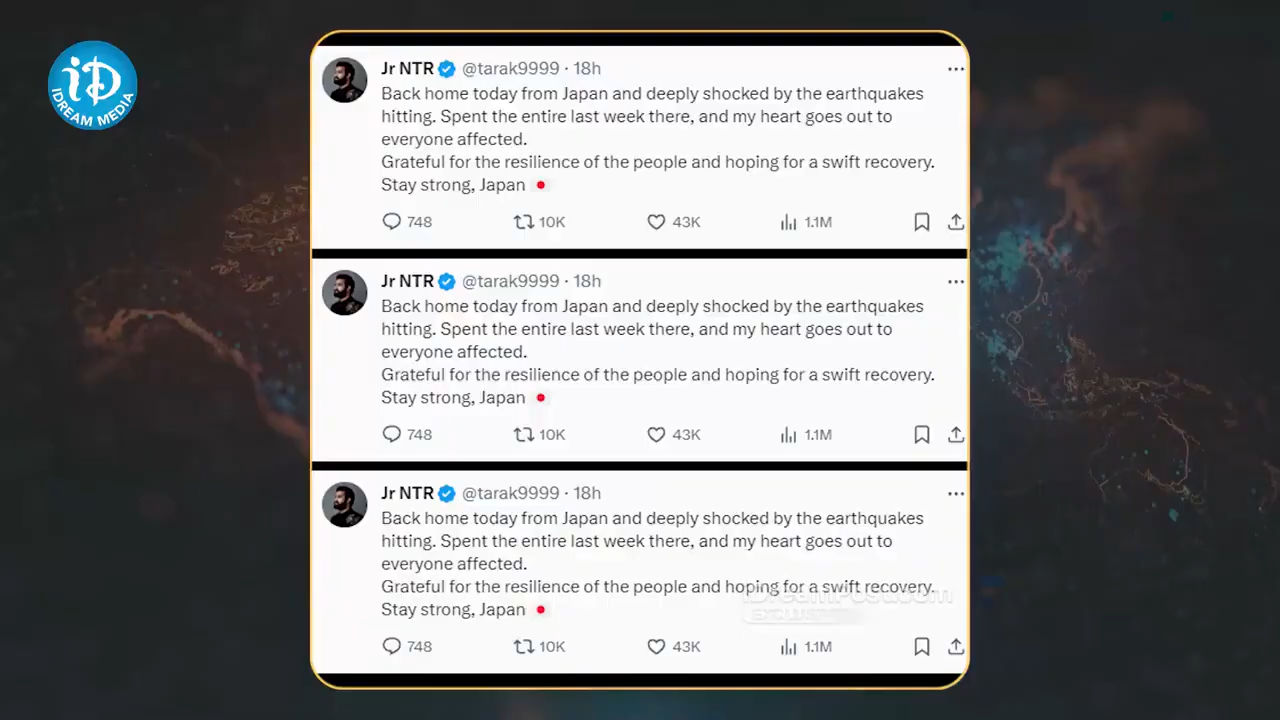 iD
IDREAM MEDIA
Jr NTR @tarak9999 · 18h
Back home today from Japan and deeply shocked by the earthquakes
hitting. Spent the entire last week there, and my heart goes out to
everyone affected.
Grateful for the resilience of the people and hoping for a swift recovery.
Stay strong, Japan
748 10K 43K 1.1M
Jr NTR @tarak9999 · 18h
Back home today from Japan and deeply shocked by the earthquakes
hitting. Spent the entire last week there, and my heart goes out to
everyone affected.
Grateful for the resilience of the people and hoping for a swift recovery.
Stay strong, Japan
748 10K 43K 1.1M
Jr NTR @tarak9999 · 18h
Back home today from Japan and deeply shocked by the earthquakes
hitting. Spent the entire last week there, and my heart goes out to
everyone affected.
Grateful for the resilience of the people and hoping for a swift recovery.
iDreamPost.com
Stay strong, Japan
748 10K 43K 1.1M